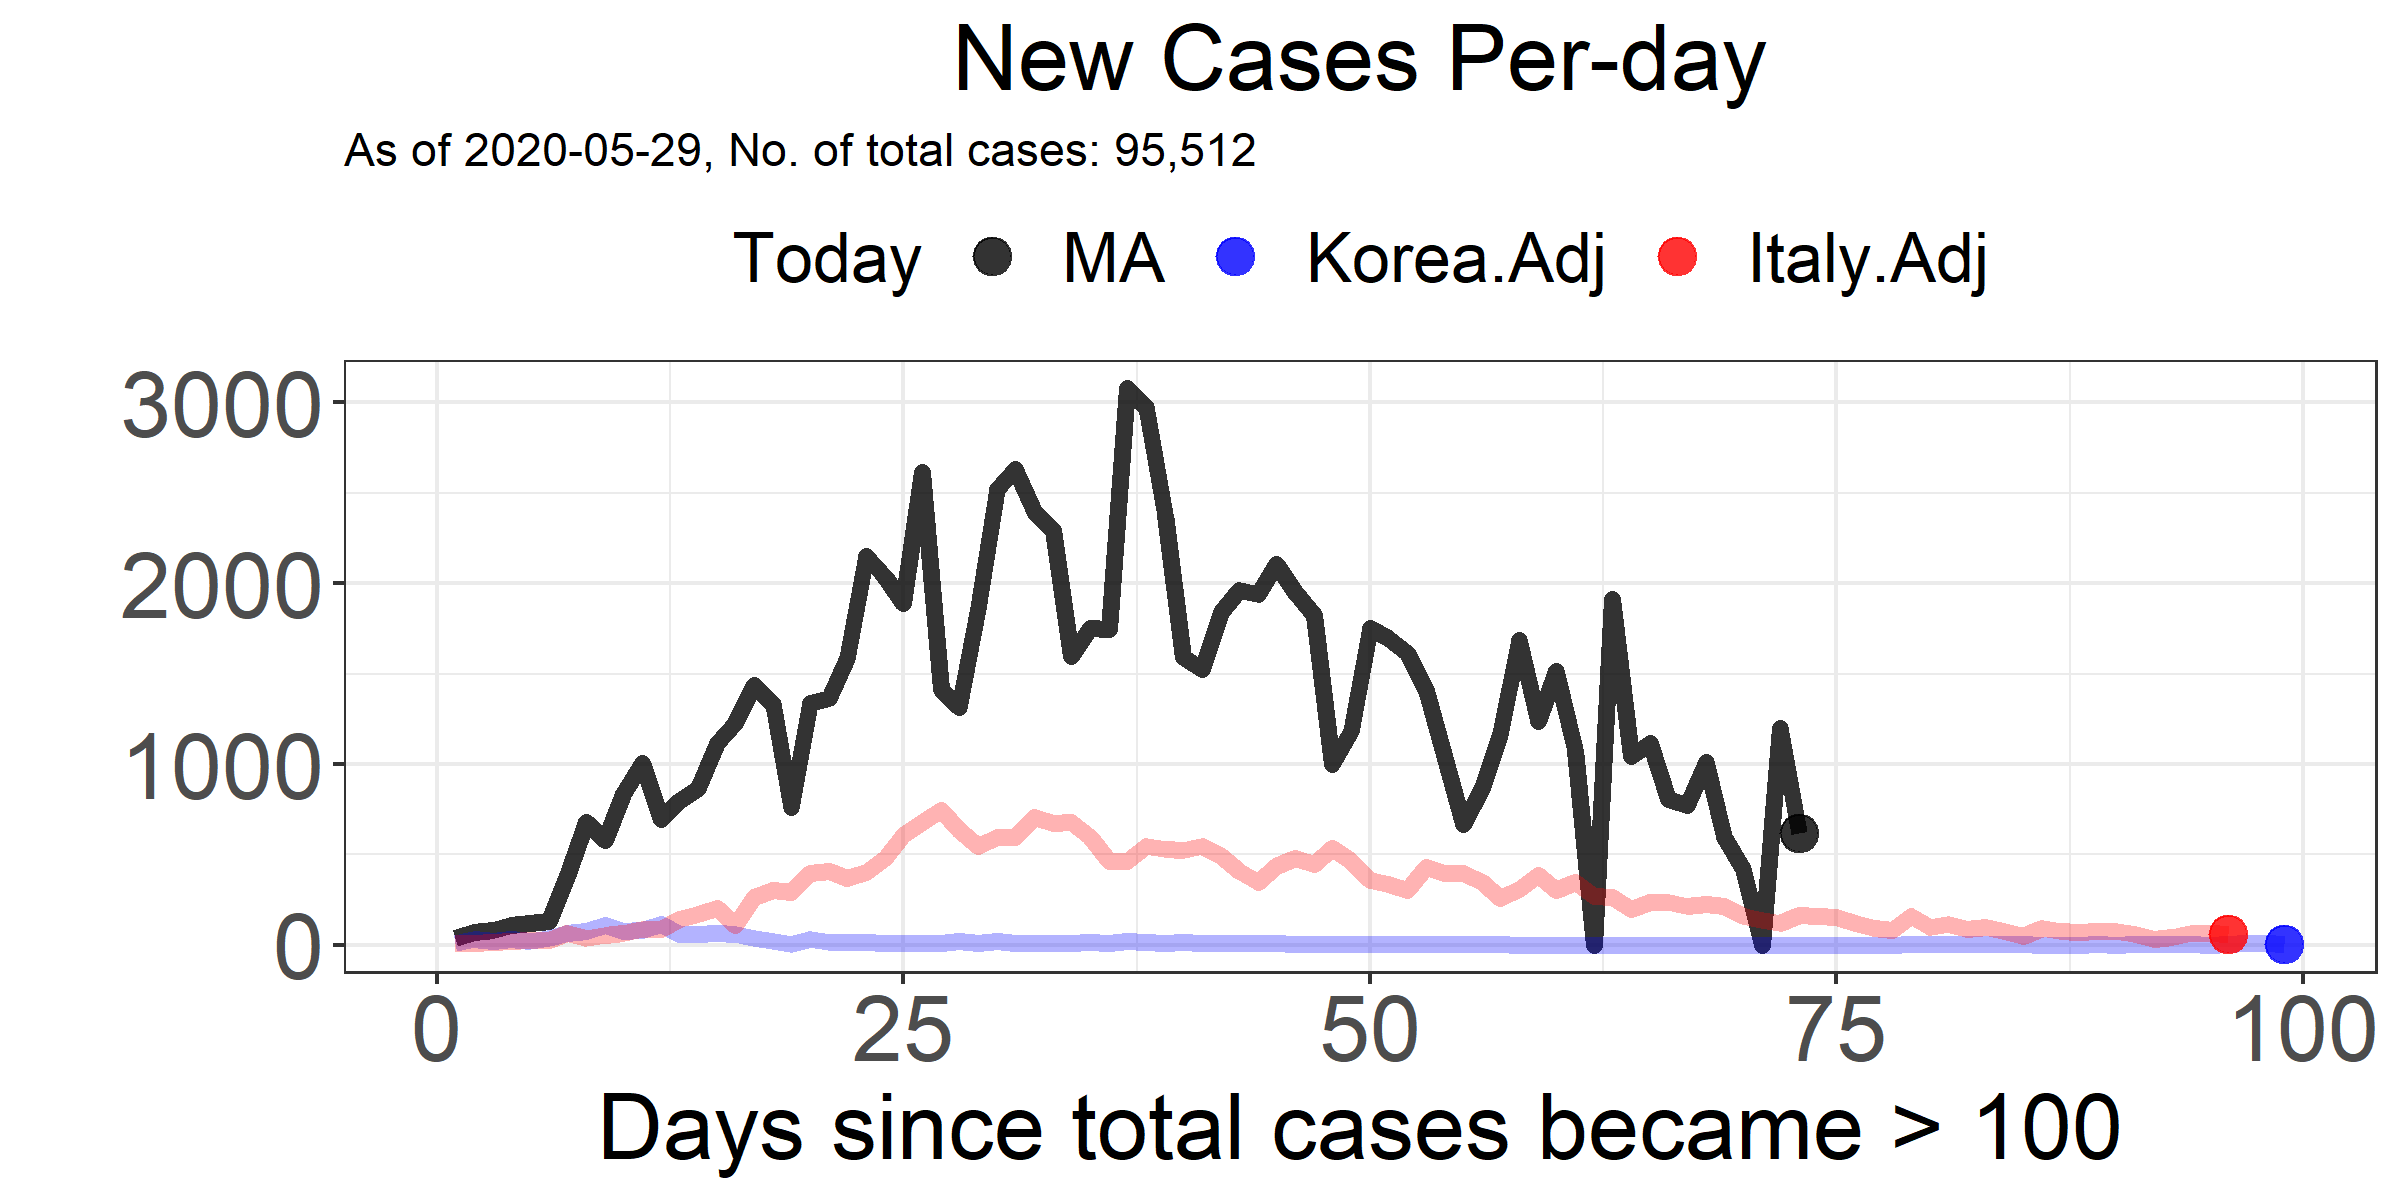 New Cases Per-day
As of 2020-05-29, No. of total cases: 95,512
Today MA Korea.Adj Italy.Adj
3000
2000
1000
0
0 25 50 75 100
Days since total cases became > 100